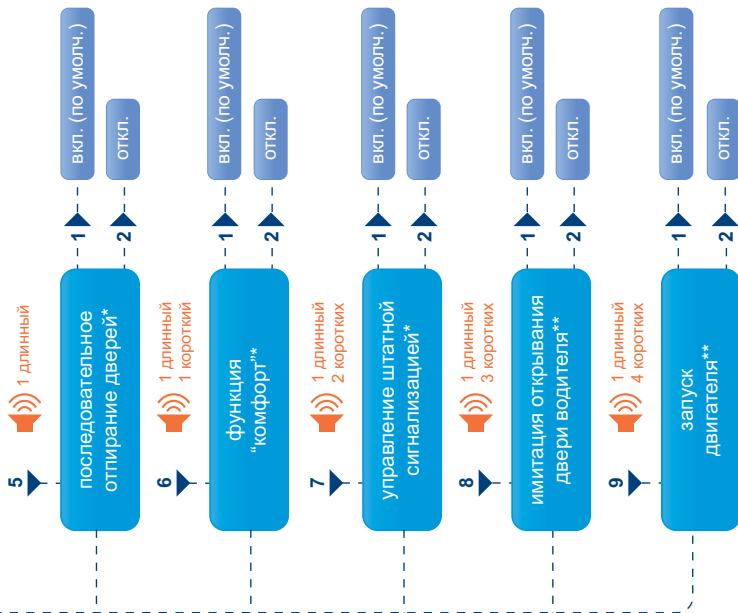 5
1 длинный
последовательное
отпирание дверей*
1
вкл. (по умолч.)
2
откл.
6
1 длинный
1 короткий
функция
“комфорт”*
1
вкл. (по умолч.)
2
откл.
7
1 длинный
2 коротких
управление штатной
сигнализацией*
1
вкл. (по умолч.)
2
откл.
8
1 длинный
3 коротких
имитация открывания
двери водителя**
1
вкл. (по умолч.)
2
откл.
9
1 длинный
4 коротких
запуск
двигателя**
1
вкл. (по умолч.)
2
откл.